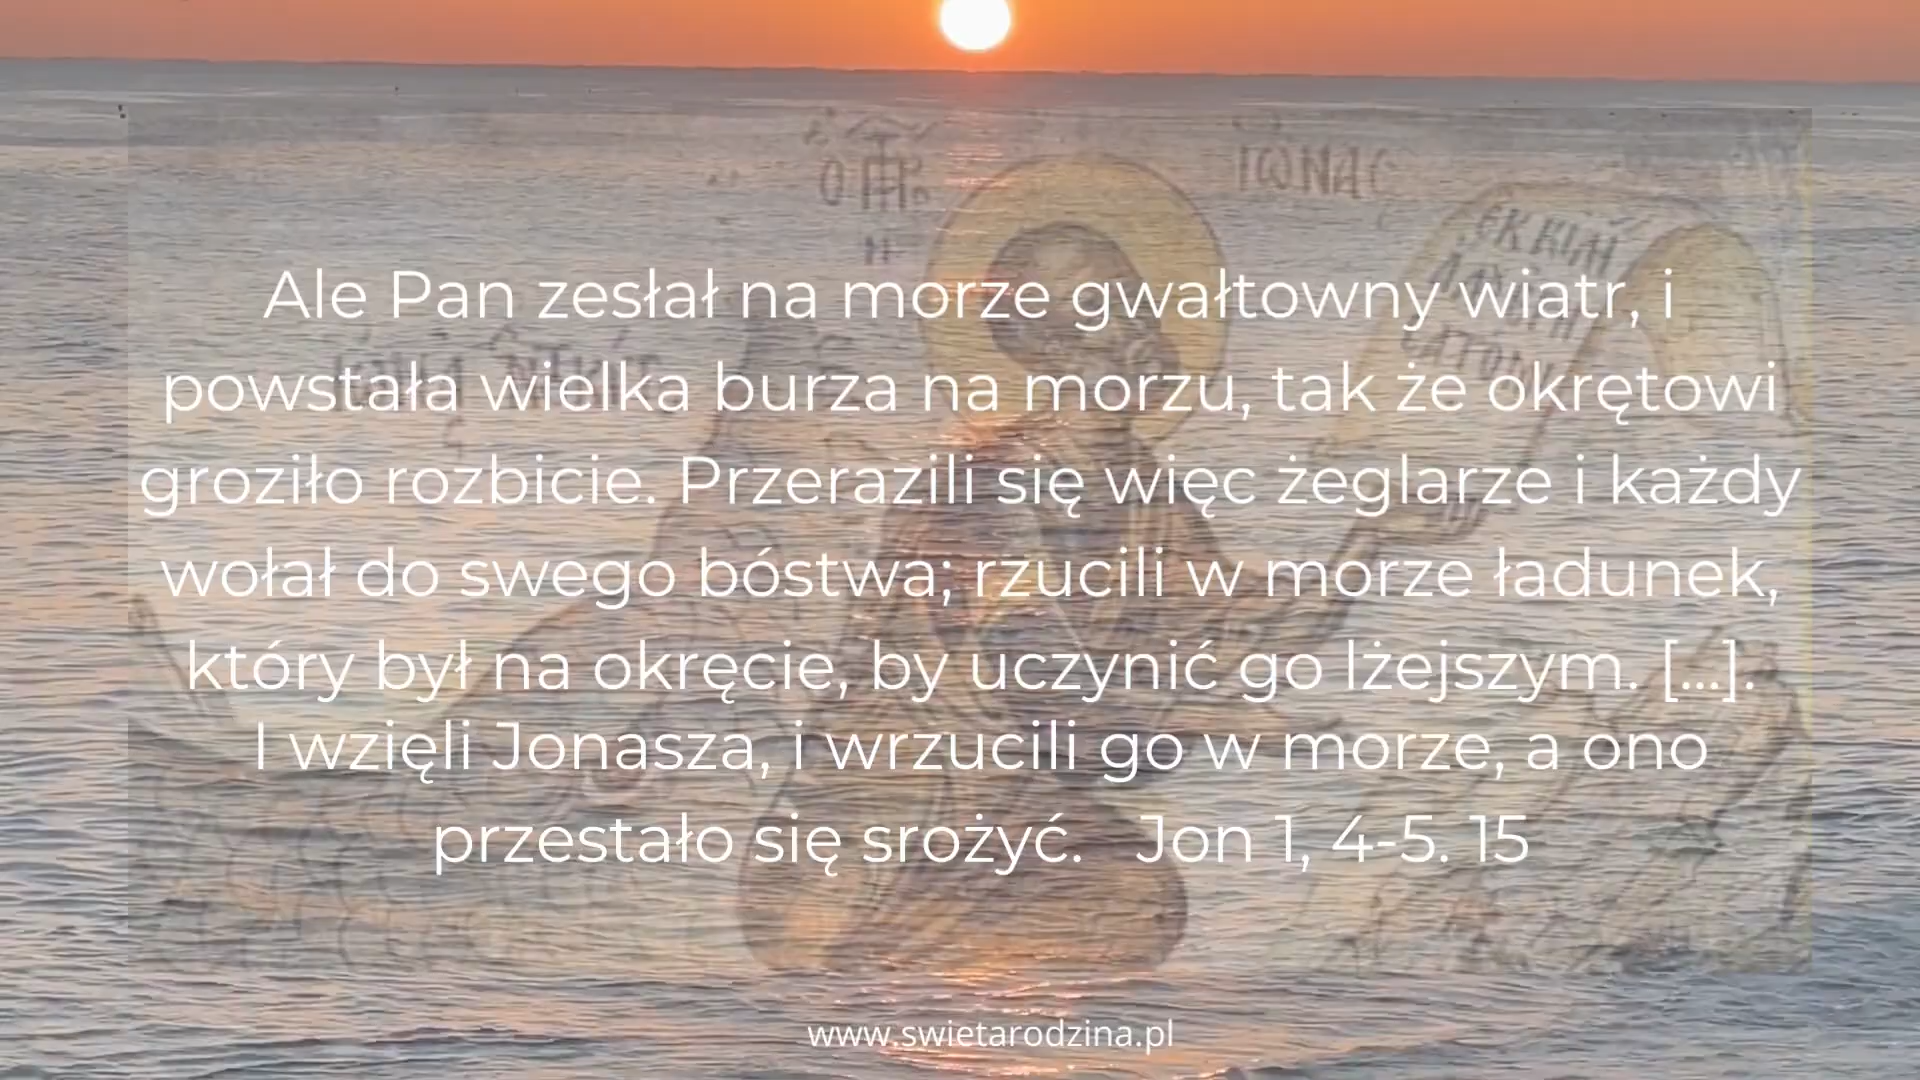 ΙΩΝΑС
Ale Pan zesłał na morze gwałtowny wiatr, i
powstała wielka burza na morzu, tak że okrętowi
groziło rozbicie. Przerazili się więc żeglarze i każdy
wołał do swego bóstwa; rzucili w morze ładunek,
który był na okręcie, by uczynić go lżejszym. [...].
I wzięli Jonasza, i wrzucili go w morze, a ono
przestało się srożyć. Jon 1, 4-5. 15
www.swietarodzina.pl